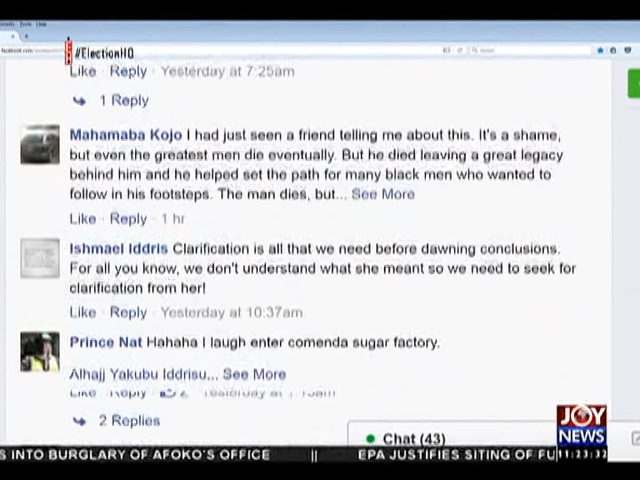 #ElectionHQ
Like · Reply · Yesterday at 7:25am
1 Reply
Mahamaba Kojo I had just seen a friend telling me about this. It's a shame,
but even the greatest men die eventually. But he died leaving a great legacy
behind him and he helped set the path for many black men who wanted to
follow in his footsteps. The man dies, but... See More
Like · Reply · 1 hr
Ishmael Iddris Clarification is all that we need before dawning conclusions.
For all you know, we don't understand what she meant so we need to seek for
clarification from her!
Like · Reply · Yesterday at 10:37am
Prince Nat Hahaha I laugh enter comenda sugar factory.
Alhajj Yakubu Iddrisu... See More
Like · Reply · 2 ·
2 Replies
Chat (43)
JOY
NEWS
S INTO BURGLARY OF AFOKO'S OFFICE || EPA JUSTIFIES SITING OF FU
11:23:32